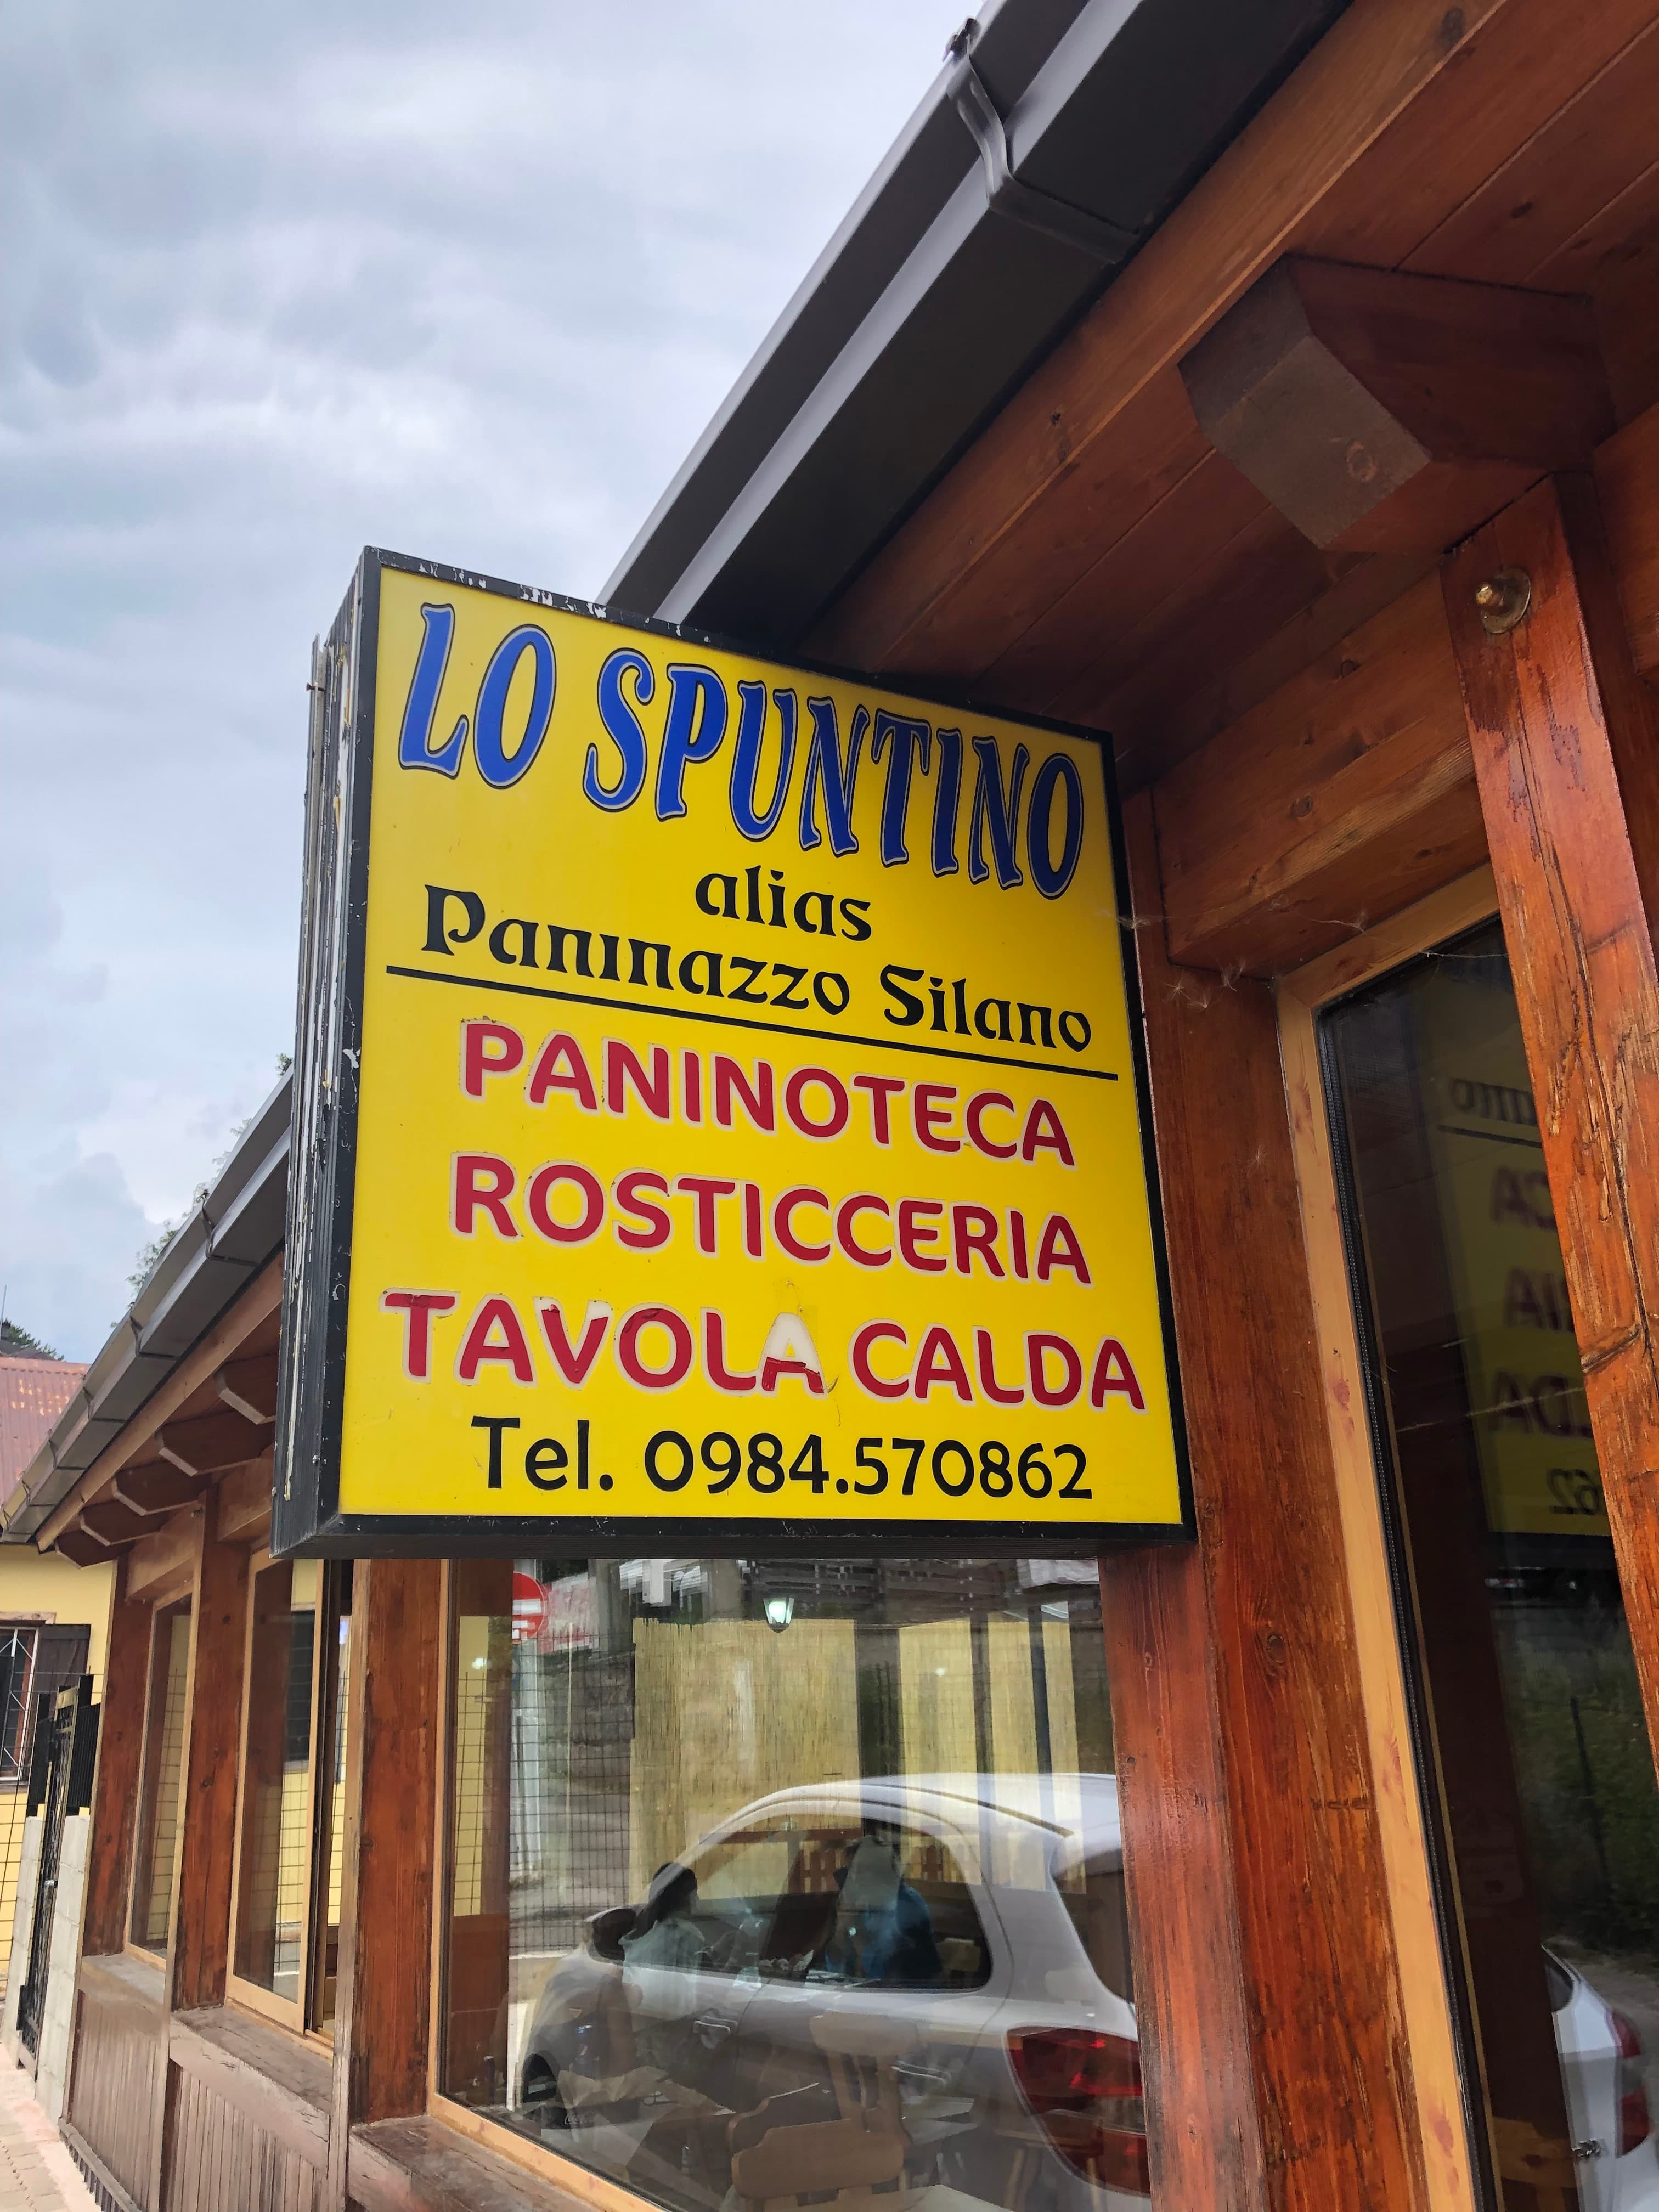 LO SPUNTINO
alias
Paninazzo Silano
PANINOTECA
ROSTICCERIA
TAVOLA CALDA
Tel. 0984.570862